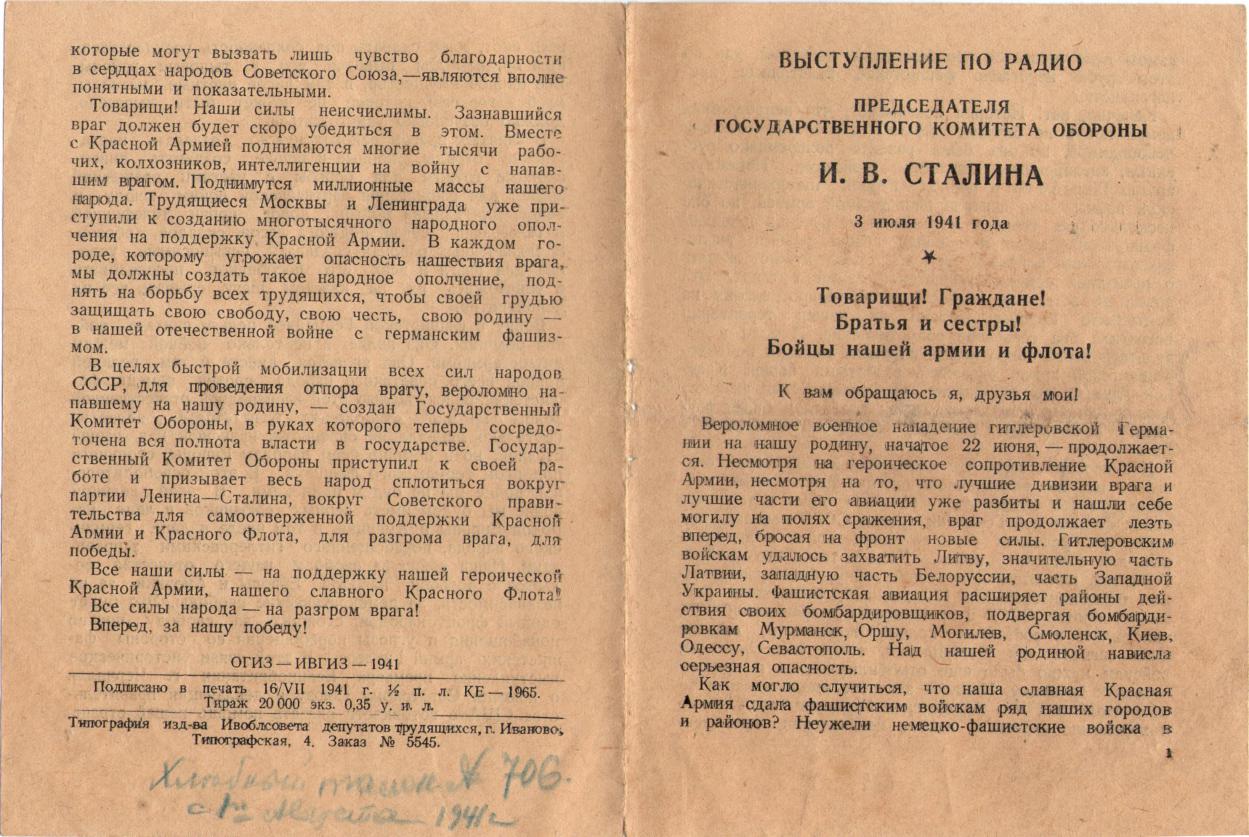 которые могут вызвать лишь чувство благодарности
в сердцах народов Советского Союза,—являются вполне
понятными и показательными.
Товарищи! Наши силы неисчислимы. Зазнавшийся
враг должен будет скоро убедиться в этом. Вместе
с Красной Армией поднимаются многие тысячи рабо-
чих, колхозников, интеллигенции на войну с напав-
шим врагом. Поднимутся миллионные массы нашего
народа. Трудящиеся Москвы и Ленинграда уже при-
ступили к созданию многотысячного народного опол-
чения на поддержку Красной Армии. В каждом го-
роде, которому угрожает опасность нашествия врага,
мы должны создать такое народное ополчение, под-
нять на борьбу всех трудящихся, чтобы своей грудью
защищать свою свободу, свою честь, свою родину —
в нашей отечественной войне с германским фашиз-
мом.
В целях быстрой мобилизации всех сил народов
СССР, для проведения отпора врагу, вероломно на-
павшему на нашу родину, — создан Государственный
Комитет Обороны, в руках которого теперь сосредо-
точена вся полнота власти в государстве. Государ-
ственный Комитет Обороны приступил к своей ра-
боте и призывает весь народ сплотиться вокруг
партии Ленина—Сталина, вокруг Советского прави-
тельства для самоотверженной поддержки Красной
Армии и Красного Флота, для разгрома врага, для
победы.
Все наши силы — на поддержку нашей героической
Красной Армии, нашего славного Красного Флота!
Все силы народа — на разгром врага!
Вперед, за нашу победу!
ОГИЗ — ИВГИЗ — 1941
Подписано в печать 16/VII 1941 г. ½ п. л. КЕ — 1965.
Тираж 20 000 экз. 0,35 у. и. л.
Типография изд-ва Ивоблсовета депутатов трудящихся, г. Иваново,
Типографская, 4. Заказ № 5545.
Хлебный талон № 706.
с 1го Августа 1941г
ВЫСТУПЛЕНИЕ ПО РАДИО
ПРЕДСЕДАТЕЛЯ
ГОСУДАРСТВЕННОГО КОМИТЕТА ОБОРОНЫ
И. В. СТАЛИНА
3 июля 1941 года
Товарищи! Граждане!
Братья и сестры!
Бойцы нашей армии и флота!
К вам обращаюсь я, друзья мои!
Вероломное военное нападение гитлеровской Герма-
нии на нашу родину, начатое 22 июня, — продолжает-
ся. Несмотря на героическое сопротивление Красной
Армии, несмотря на то, что лучшие дивизии врага и
лучшие части его авиации уже разбиты и нашли себе
могилу на полях сражения, враг продолжает лезть
вперед, бросая на фронт новые силы. Гитлеровским
войскам удалось захватить Литву, значительную часть
Латвии, западную часть Белоруссии, часть Западной
Украины. Фашистская авиация расширяет районы дей-
ствия своих бомбардировщиков, подвергая бомбарди-
ровкам Мурманск, Оршу, Могилев, Смоленск, Киев,
Одессу, Севастополь. Над нашей родиной нависла
серьезная опасность.
Как могло случиться, что наша славная Красная
Армия сдала фашистским войскам ряд наших городов
и районов? Неужели немецко-фашистские войска в
1